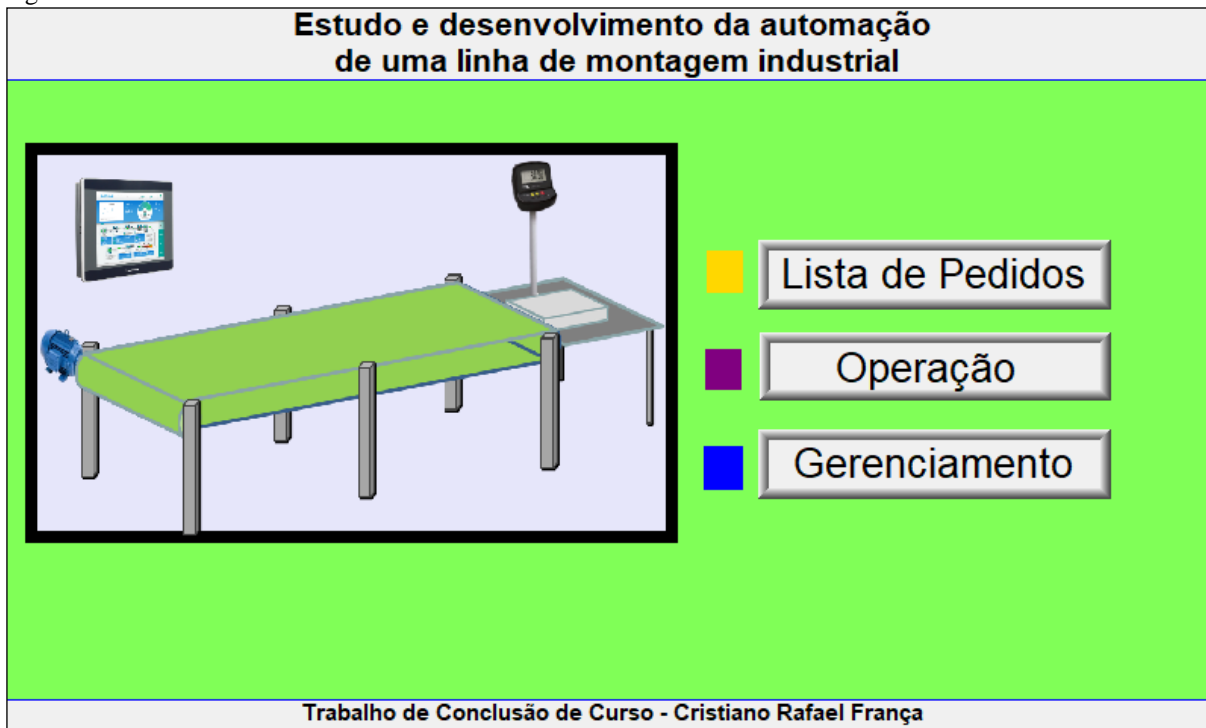 Estudo e desenvolvimento da automação
de uma linha de montagem industrial
Lista de Pedidos
Operação
Gerenciamento
Trabalho de Conclusão de Curso - Cristiano Rafael França